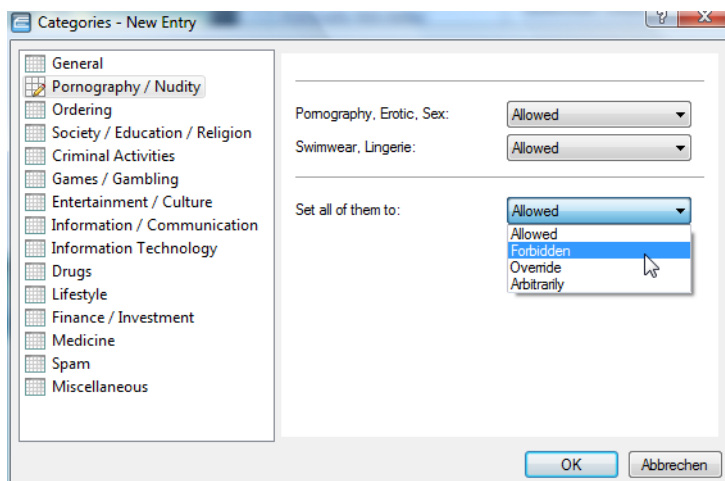 Categories - New Entry
General
Pornography / Nudity
Ordering
Society / Education / Religion
Criminal Activities
Games / Gambling
Entertainment / Culture
Information / Communication
Information Technology
Drugs
Lifestyle
Finance / Investment
Medicine
Spam
Miscellaneous
Pornography, Erotic, Sex: Allowed
Swimwear, Lingerie: Allowed
Set all of them to: Allowed
Allowed
Forbidden
Override
Arbitrarily
OK Abbrechen